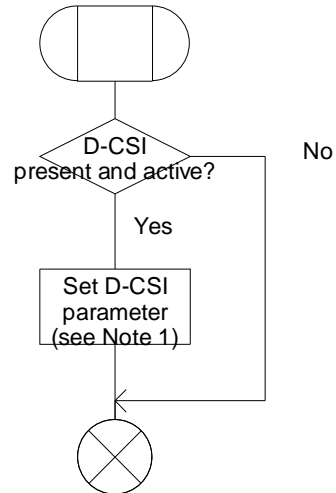 D-CSI
present and active?
No
Yes
Set D-CSI
parameter
(see Note 1)